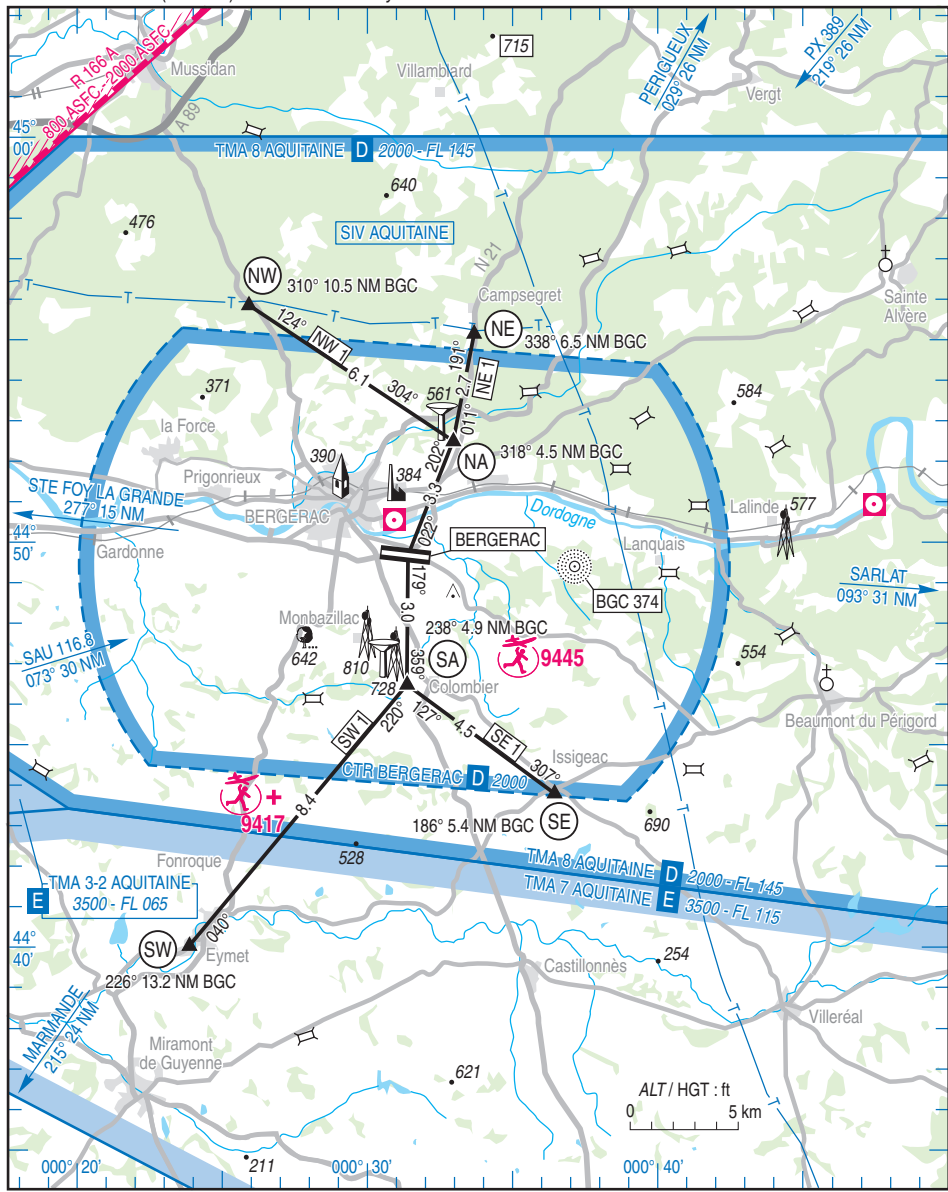 715
R 166 A
800 ASFC - 2000 ASFC
Mussidan
Villamblard
PERIGUEUX
029° 26 NM
PX 389
219° 26 NM
Vergt
A 89
45°
00'
TMA 8 AQUITAINE D 2000 - FL 145
640
476
SIV AQUITAINE
N 21
T
T
T
T
T
T
T
T
T
T
T
NW
310° 10.5 NM BGC
Campsegret
Sainte
Alvère
124°
NW 1
6.1
304°
NE
338° 6.5 NM BGC
191°
NE 1
2.7
011°
371
561
584
la Force
NA
318° 4.5 NM BGC
202°
3.3
022°
390
384
Prigonrieux
STE FOY LA GRANDE
277° 15 NM
BERGERAC
Dordogne
Lalinde
577
44°
50'
Gardonne
BERGERAC
Lanquais
179°
3.0
359°
BGC 374
SARLAT
093° 31 NM
Monbazillac
238° 4.9 NM BGC
SAU 116.8
073° 30 NM
642
810
728
SA
9445
554
Colombier
220°
SW 1
8.4
040°
127°
4.5
SE 1
307°
Beaumont du Périgord
Issigeac
CTR BERGERAC D 2000
+
9417
186° 5.4 NM BGC
SE
690
528
Fonroque
TMA 8 AQUITAINE D 2000 - FL 145
TMA 7 AQUITAINE E 3500 - FL 115
E
TMA 3-2 AQUITAINE
3500 - FL 065
44°
40'
SW
Eymet
226° 13.2 NM BGC
254
Castillonnès
Villeréal
MARMANDE
215° 24 NM
Miramont
de Guyenne
621
ALT / HGT : ft
0 5 km
211
000° 20'
000° 30'
000° 40'